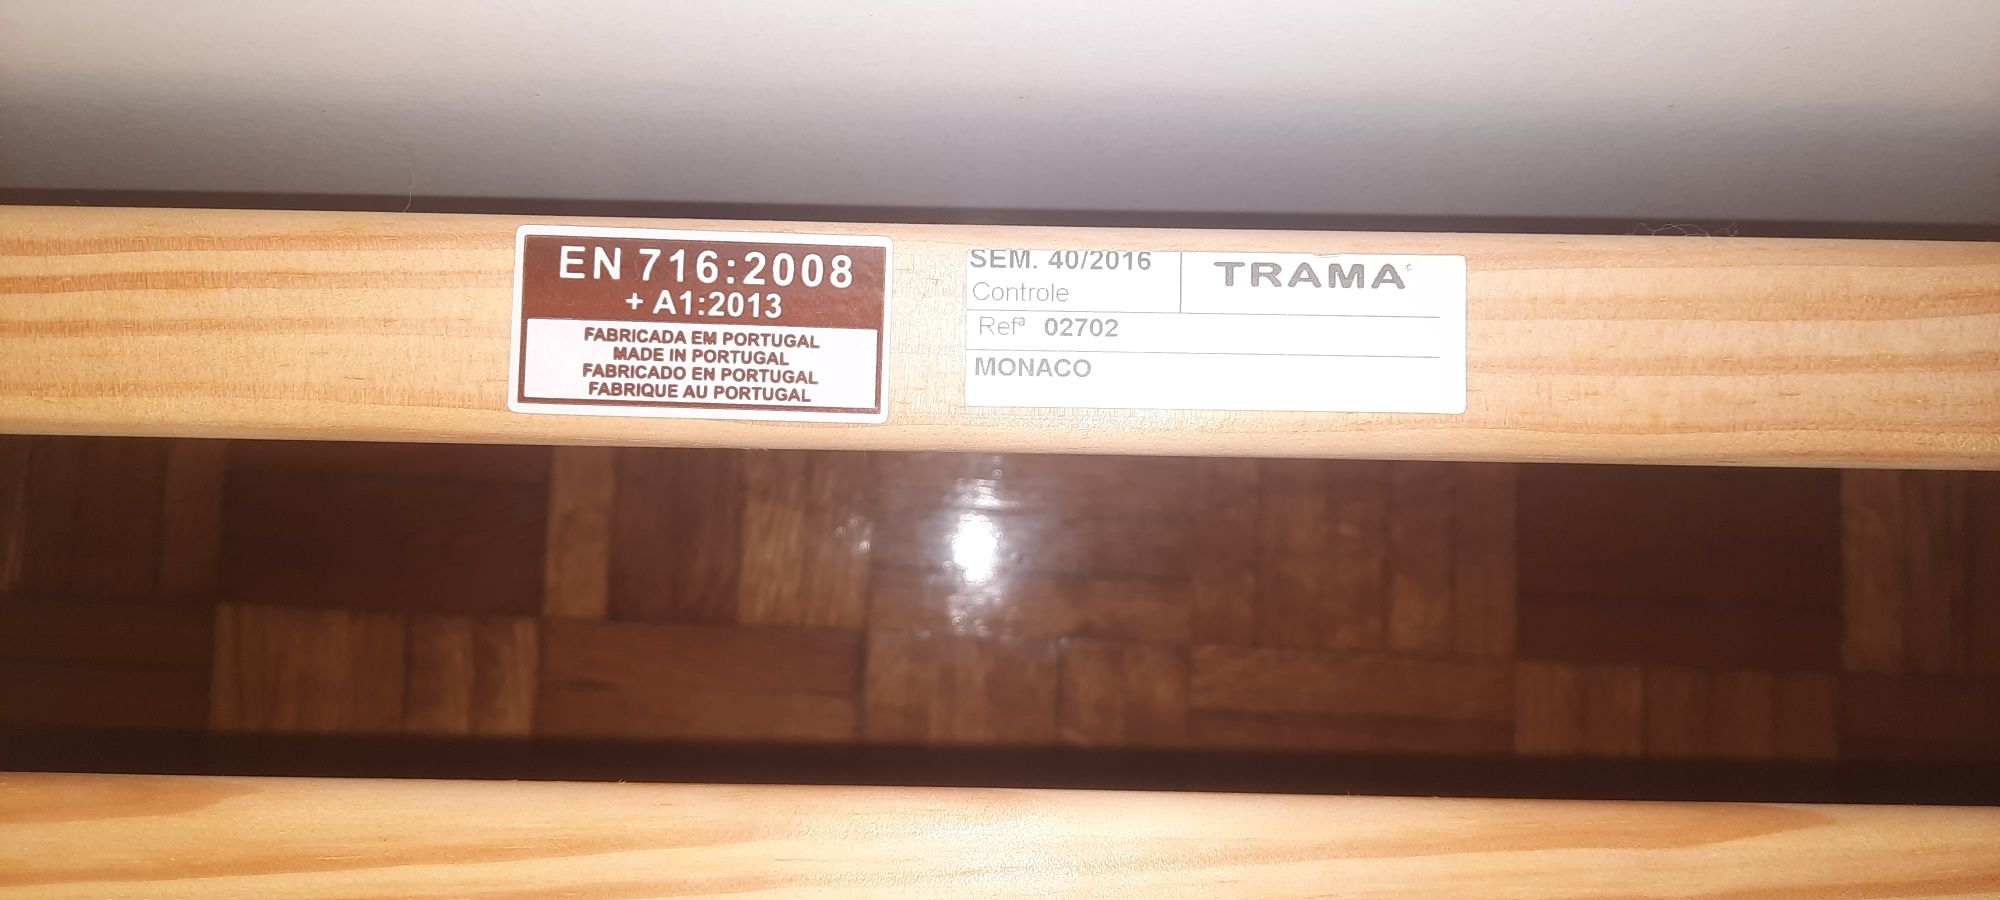 EN 716:2008
+ A1:2013
FABRICADA EM PORTUGAL
MADE IN PORTUGAL
FABRICADO EN PORTUGAL
FABRIQUE AU PORTUGAL
SEM. 40/2016
Controle
TRAMA
Refª 02702
MONACO